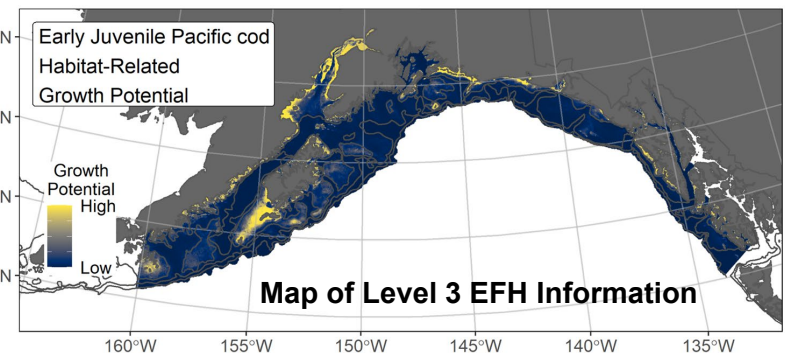 Early Juvenile Pacific cod
Habitat-Related
Growth Potential
N
N
N
N
Growth
Potential
High
Low
Map of Level 3 EFH Information
160°W
155°W
150°W
145°W
140°W
135°W